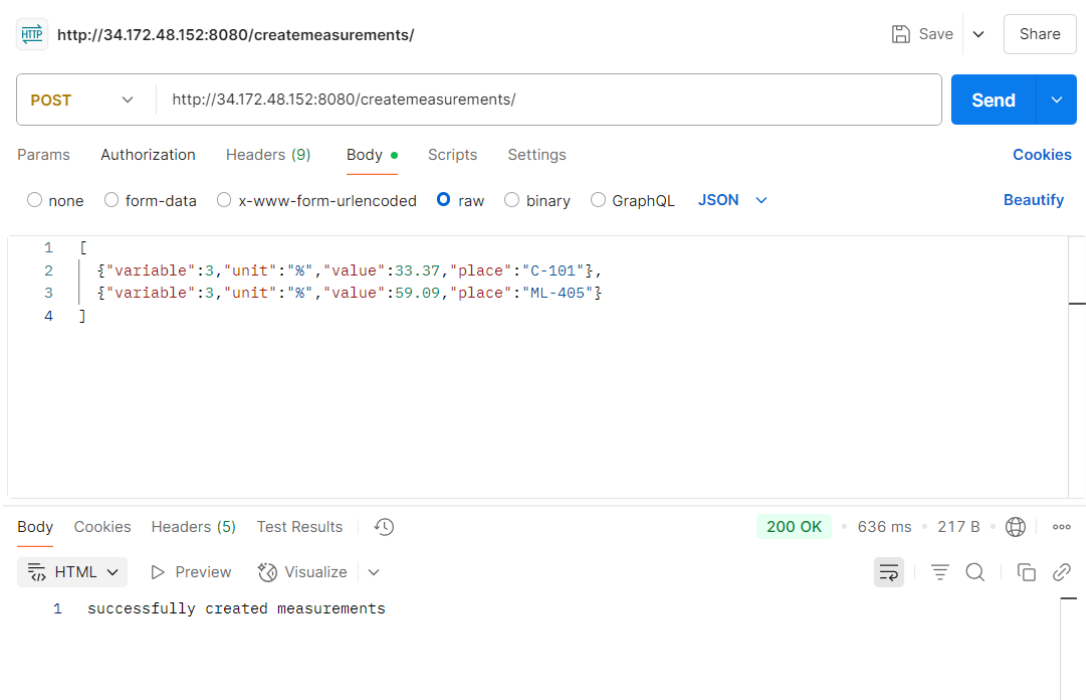 HTTP http://34.172.48.152:8080/createmeasurements/ Save Share
POST http://34.172.48.152:8080/createmeasurements/ Send
Params Authorization Headers (9) Body Scripts Settings Cookies
none form-data x-www-form-urlencoded raw binary GraphQL JSON Beautify
1 [
2 {"variable":3,"unit":"%","value":33.37,"place":"C-101"},
3 {"variable":3,"unit":"%","value":59.09,"place":"ML-405"}
4 ]
Body Cookies Headers (5) Test Results 200 OK 636 ms 217 B
HTML Preview Visualize
1 successfully created measurements